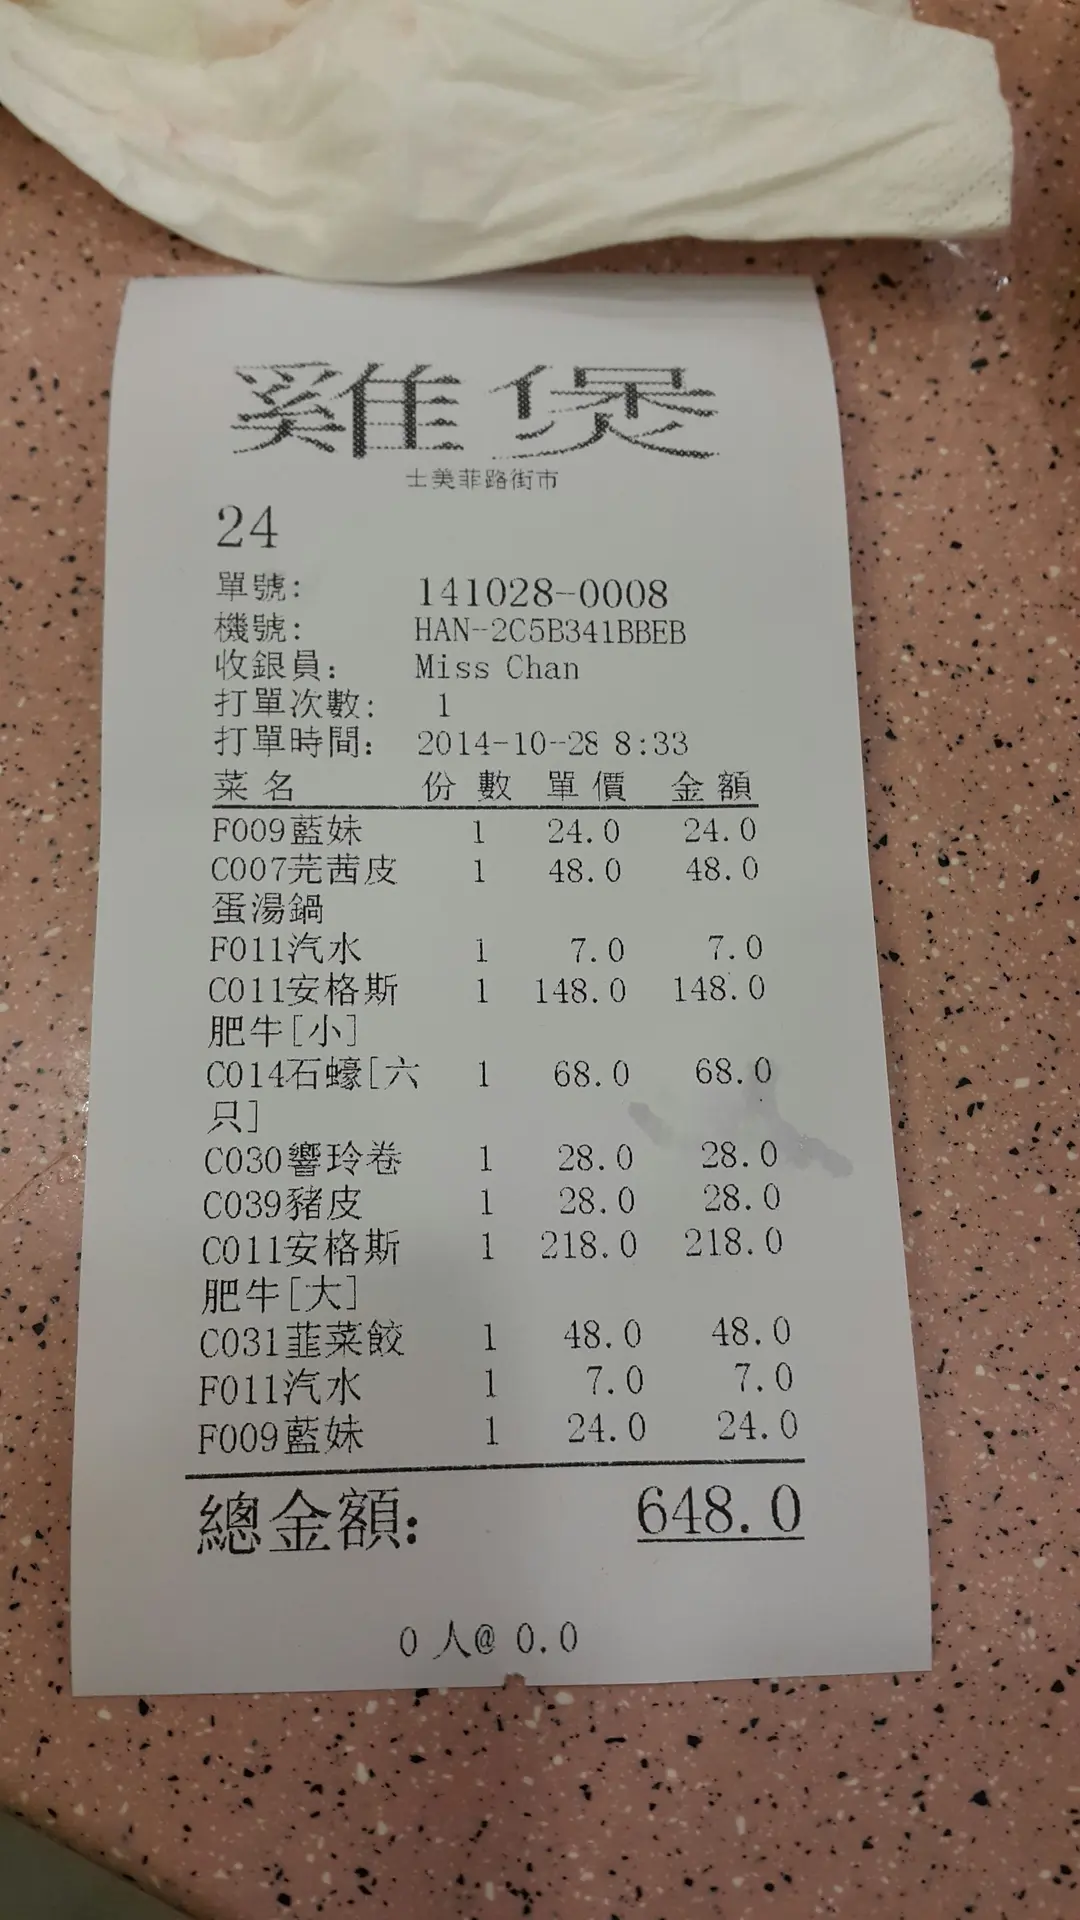 雞煲
士美菲路街市
24
單號: 141028-0008
機號: HAN-2C5B341BBEB
收銀員: Miss Chan
打單次數: 1
打單時間: 2014-10-28 8:33
菜名 份數 單價 金額
F009藍妹 1 24.0 24.0
C007芫茜皮 1 48.0 48.0
蛋湯鍋
F011汽水 1 7.0 7.0
C011安格斯 1 148.0 148.0
肥牛[小]
C014石蠔[六 1 68.0 68.0
只]
C030響玲卷 1 28.0 28.0
C039豬皮 1 28.0 28.0
C011安格斯 1 218.0 218.0
肥牛[大]
C031韮菜餃 1 48.0 48.0
F011汽水 1 7.0 7.0
F009藍妹 1 24.0 24.0
總金額: 648.0
0 人@ 0.0